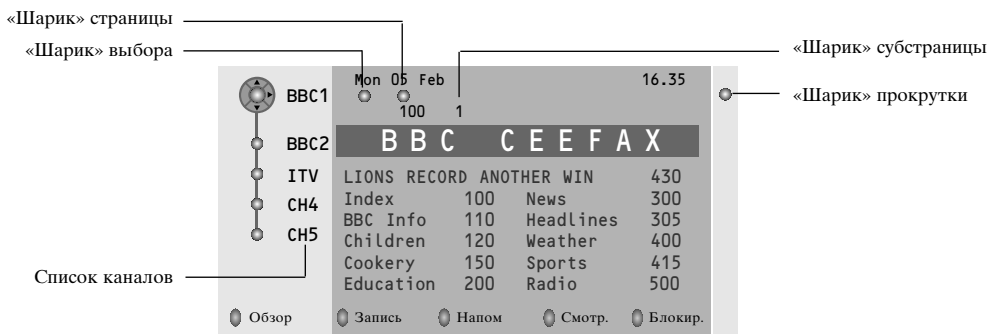 «Шарик» страницы
«Шарик» выбора
«Шарик» субстраницы
Mon 05 Feb 16.35
BBC1
«Шарик» прокрутки
100 1
BBC2
BBC CEEFAX
ITV
LIONS RECORD ANOTHER WIN 430
CH4
Index 100 News 300
BBC Info 110 Headlines 305
CH5
Children 120 Weather 400
Список каналов
Cookery 150 Sports 415
Education 200 Radio 500
Обзор Запись Напом Смотр. Блокир.